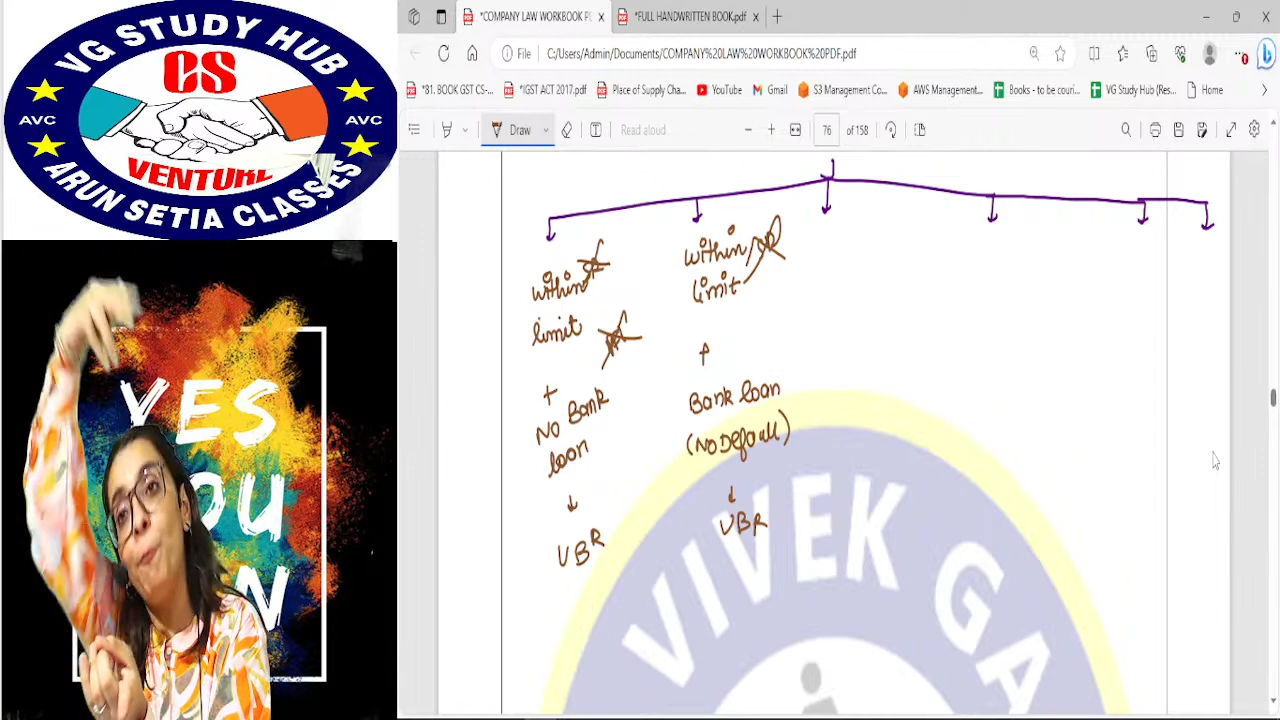 VG STUDY HUB
CS
AVC
AVC
VENTURE
ARUN SETIA CLASSES
YES
YOU
N
*COMPANY LAW WORKBOOK P
*FULL HANDWRITTEN BOOK.pdf
File
C:/Users/Admin/Documents/COMPANY%20LAW%20WORKBOOK%20PDF.pdf
*81. BOOK GST CS-...
*IGST ACT 2017.pdf
Place of Supply Cha...
YouTube
Gmail
S3 Management Co...
AWS Management...
Books - to be couri...
VG Study Hub (Res...
Home
Draw
Read aloud
76
of 158
within
limit
+
No Bank
loan
UBR
within
limit
Bank loan
(No Default)
UBR
VIVEK GA